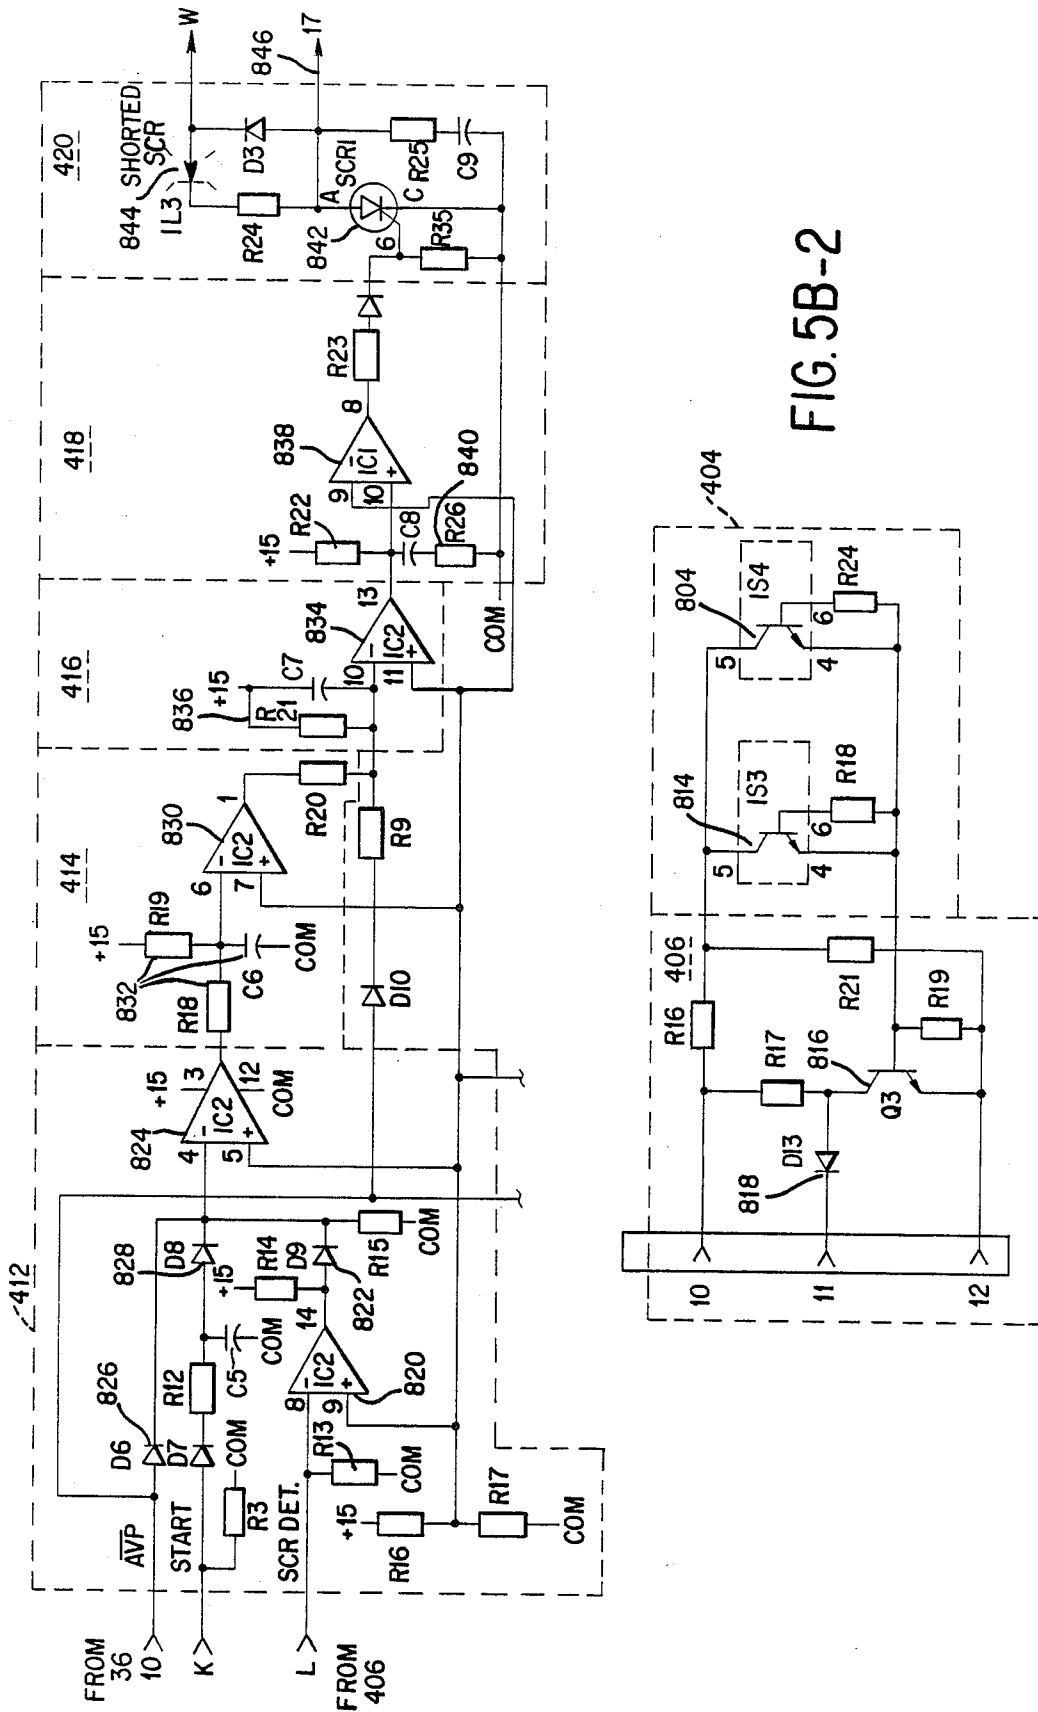 412
AVP
START
SCR DET.
FROM
36
10
K
L
FROM
406
826
D6
D7
R12
R3
COM
C5
COM
828
D8
+15
R14
D9
822
R15
COM
14
IC2
8
9
820
R13
COM
+15
R16
R17
COM
824
4
5
IC2
+15
3
12
COM
414
+15
R19
832
R18
C6
COM
830
6
7
IC2
1
R20
R9
D10
416
836
+15
R
21
C7
834
10
11
IC2
13
418
+15
R22
C8
R26
840
COM
838
9
10
IC1
8
R23
420
844
SHORTED
SCR
IL3
R24
D3
W
17
846
A
SCR1
842
C
6
R35
R25
C9
FIG. 5B-2
404
406
10
11
12
R16
R17
D13
818
816
Q3
R21
R19
814
5
IS3
6
4
R18
804
5
IS4
6
4
R24